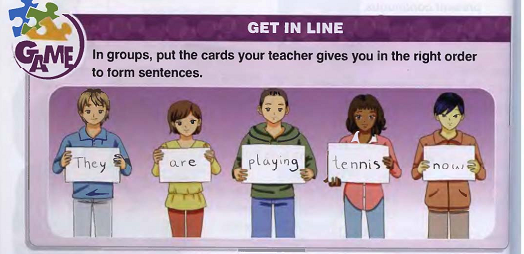 GET IN LINE
GAME
In groups, put the cards your teacher gives you in the right order
to form sentences.
They are playing tennis now